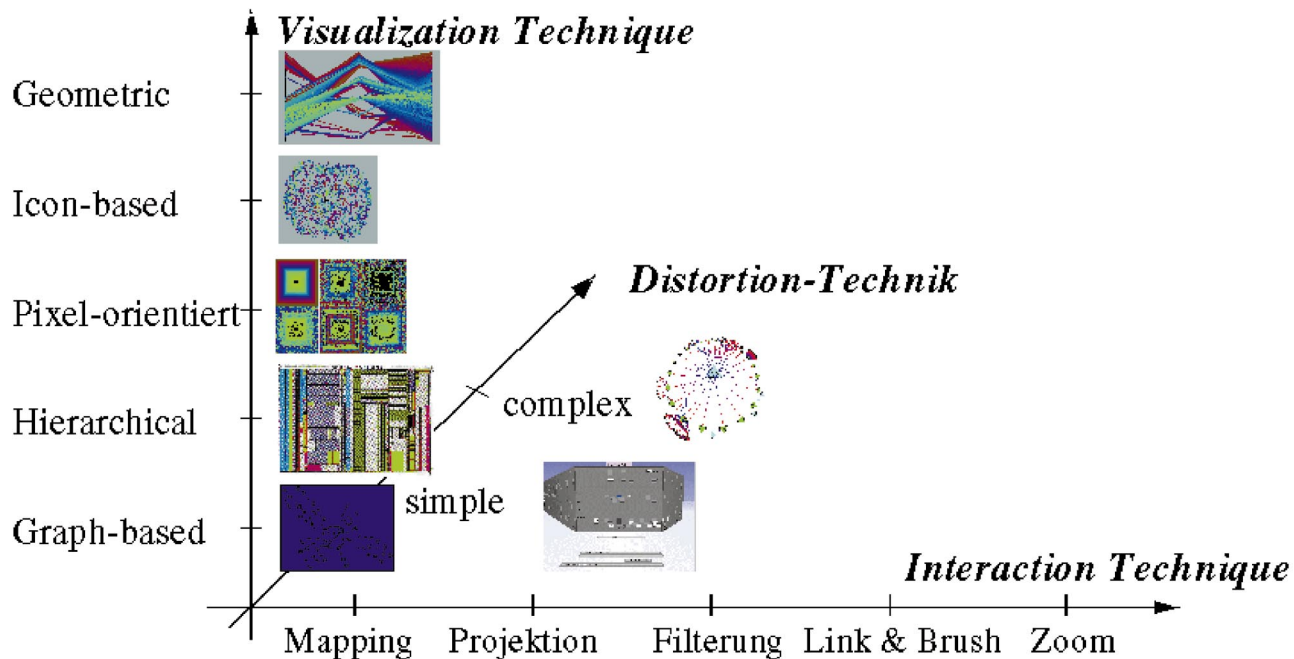 Visualization Technique
Geometric
Icon-based
Pixel-orientiert
Hierarchical
Graph-based
Distortion-Technik
complex
simple
Interaction Technique
Mapping
Projektion
Filterung
Link & Brush
Zoom